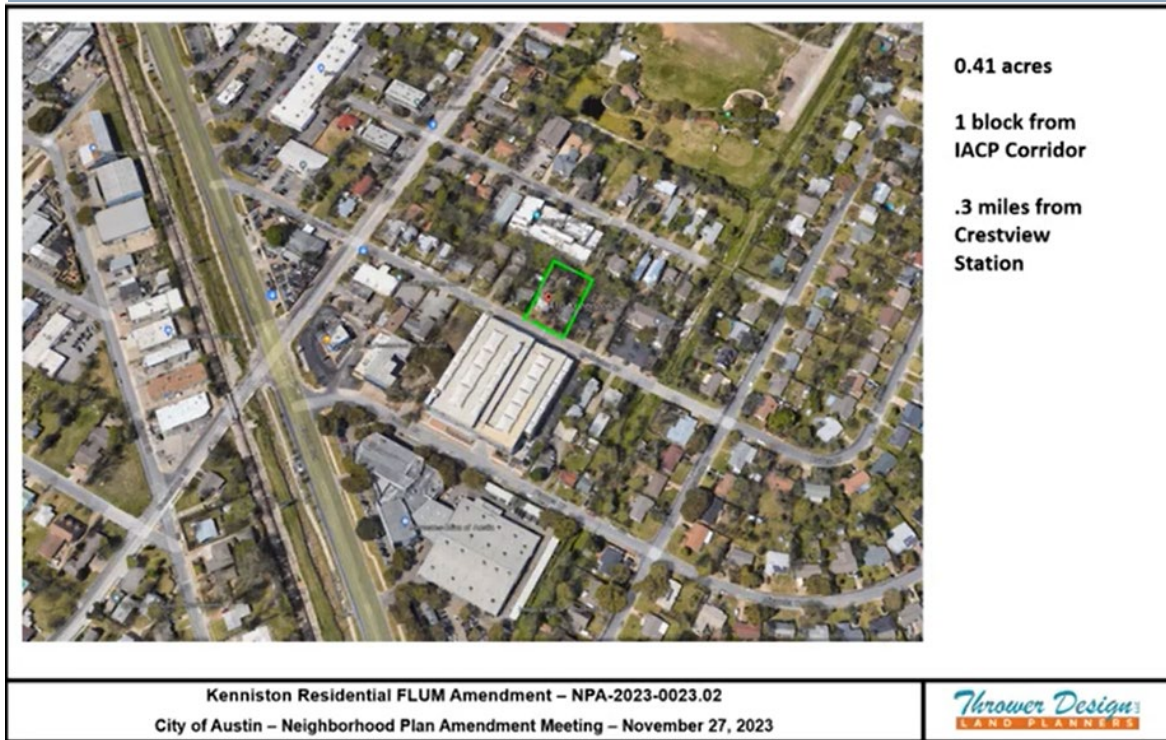 0.41 acres
1 block from
IACP Corridor
.3 miles from
Crestview
Station
Kenniston Residential FLUM Amendment – NPA-2023-0023.02
City of Austin – Neighborhood Plan Amendment Meeting – November 27, 2023
Thrower Design LLC
LAND PLANNERS